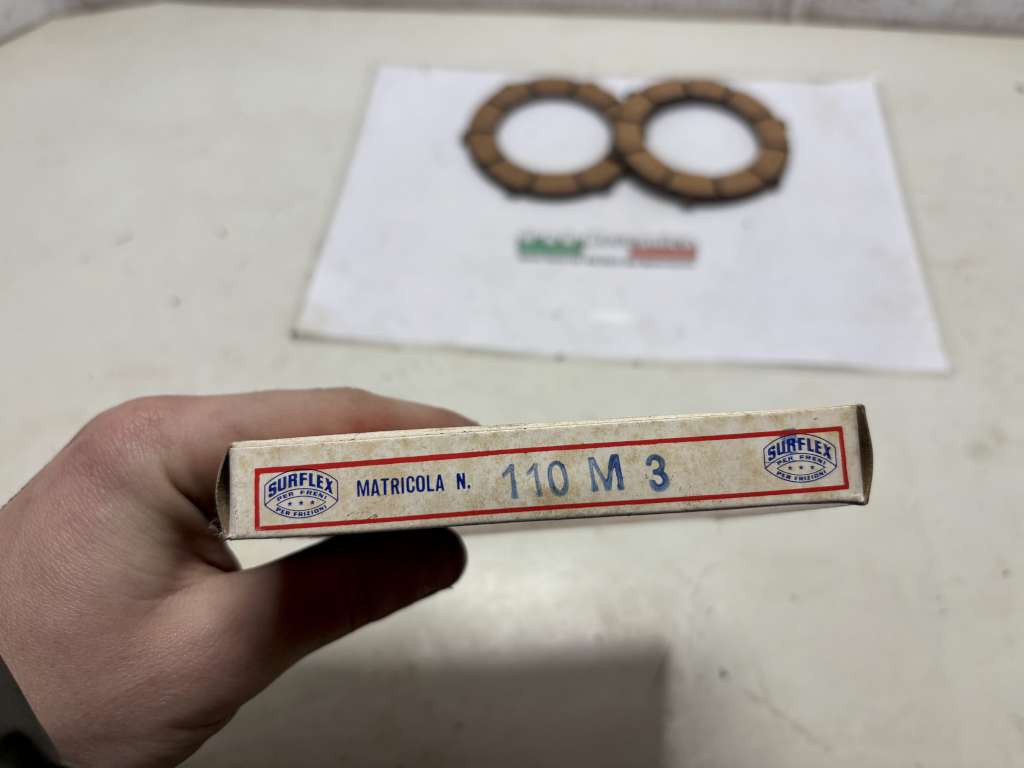 SURFLEX
PER FRENI
PER FRIZIONI
MATRICOLA N. 110 M 3
SURFLEX
PER FRENI
PER FRIZIONI